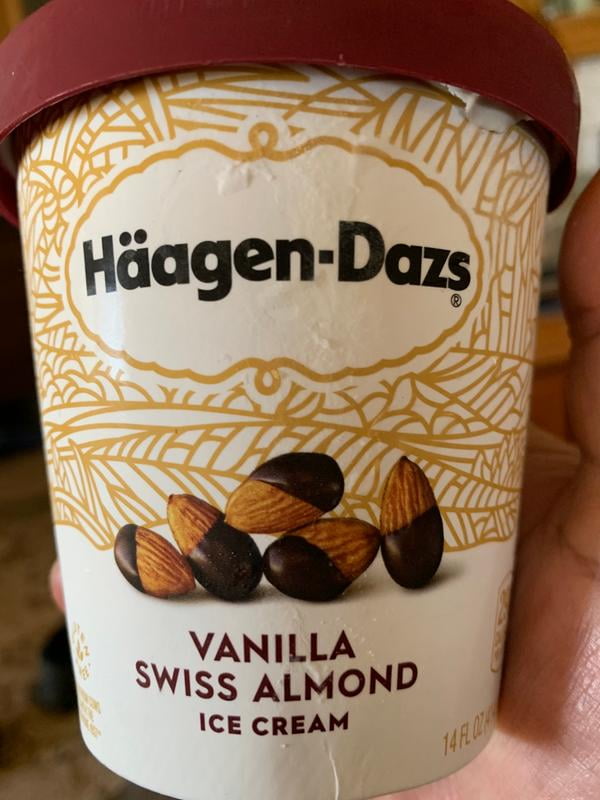 Häagen-Dazs®
VANILLA
SWISS ALMOND
ICE CREAM
14 FL OZ